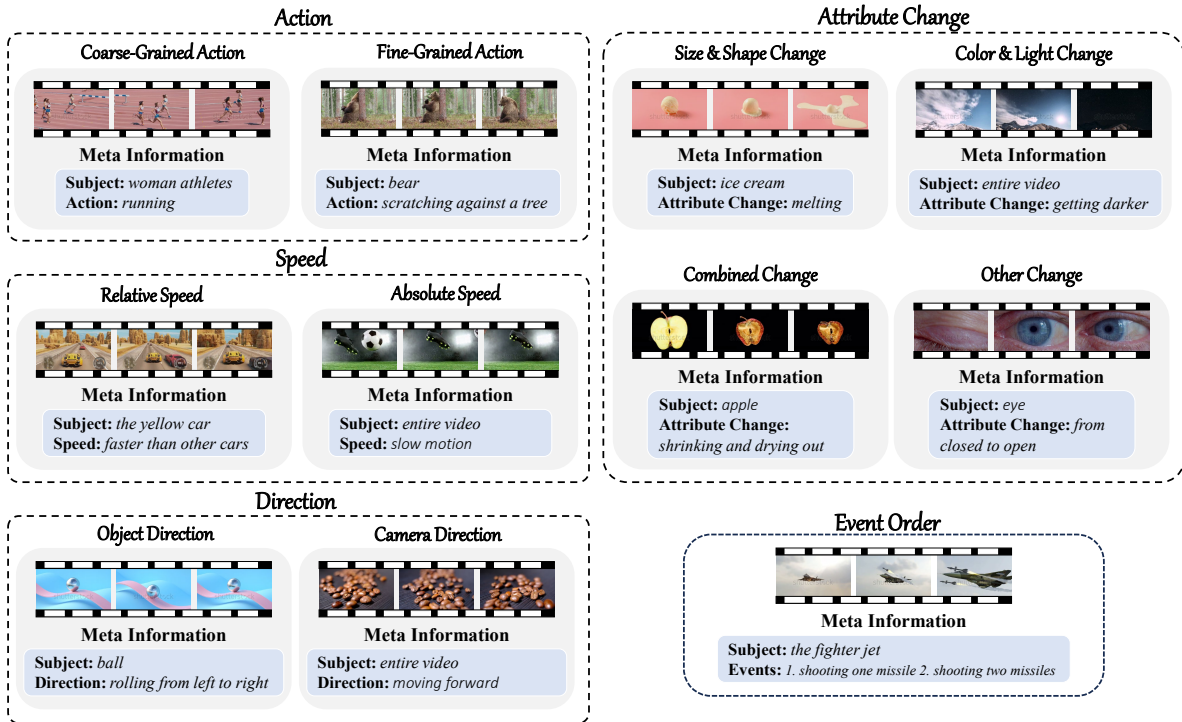 Action
Coarse-Grained Action
Fine-Grained Action
Meta Information
Subject: woman athletes
Action: running
Meta Information
Subject: bear
Action: scratching against a tree
Speed
Relative Speed
Absolute Speed
Meta Information
Subject: the yellow car
Speed: faster than other cars
Meta Information
Subject: entire video
Speed: slow motion
Direction
Object Direction
Camera Direction
Meta Information
Subject: ball
Direction: rolling from left to right
Meta Information
Subject: entire video
Direction: moving forward
Attribute Change
Size & Shape Change
Color & Light Change
Meta Information
Subject: ice cream
Attribute Change: melting
Meta Information
Subject: entire video
Attribute Change: getting darker
Combined Change
Other Change
Meta Information
Subject: apple
Attribute Change:
shrinking and drying out
Meta Information
Subject: eye
Attribute Change: from
closed to open
Event Order
Meta Information
Subject: the fighter jet
Events: 1. shooting one missile 2. shooting two missiles